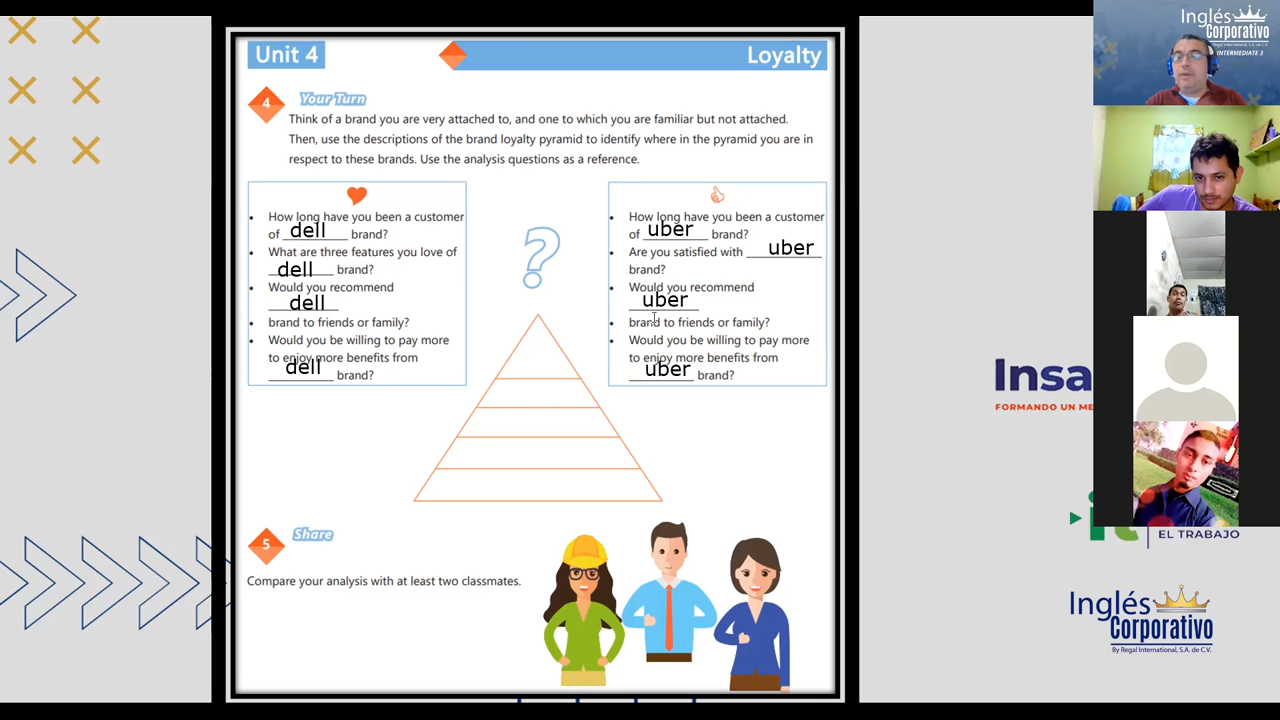 Unit 4
Loyalty
4
Your Turn
Think of a brand you are very attached to, and one to which you are familiar but not attached.
Then, use the descriptions of the brand loyalty pyramid to identify where in the pyramid you are in
respect to these brands. Use the analysis questions as a reference.
• How long have you been a customer
of dell brand?
• What are three features you love of
dell brand?
• Would you recommend
dell
• brand to friends or family?
• Would you be willing to pay more
to enjoy more benefits from
dell brand?
?
• How long have you been a customer
of uber brand?
• Are you satisfied with uber
brand?
• Would you recommend
uber
• brand to friends or family?
• Would you be willing to pay more
to enjoy more benefits from
uber brand?
5
Share
Compare your analysis with at least two classmates.
Inglés
Corporativo
By Regal International, S.A. de C.V.
INTERMEDIATE 3
Insa
FORMANDO UN ME
EL TRABAJO
Inglés
Corporativo
By Regal International, S.A. de C.V.